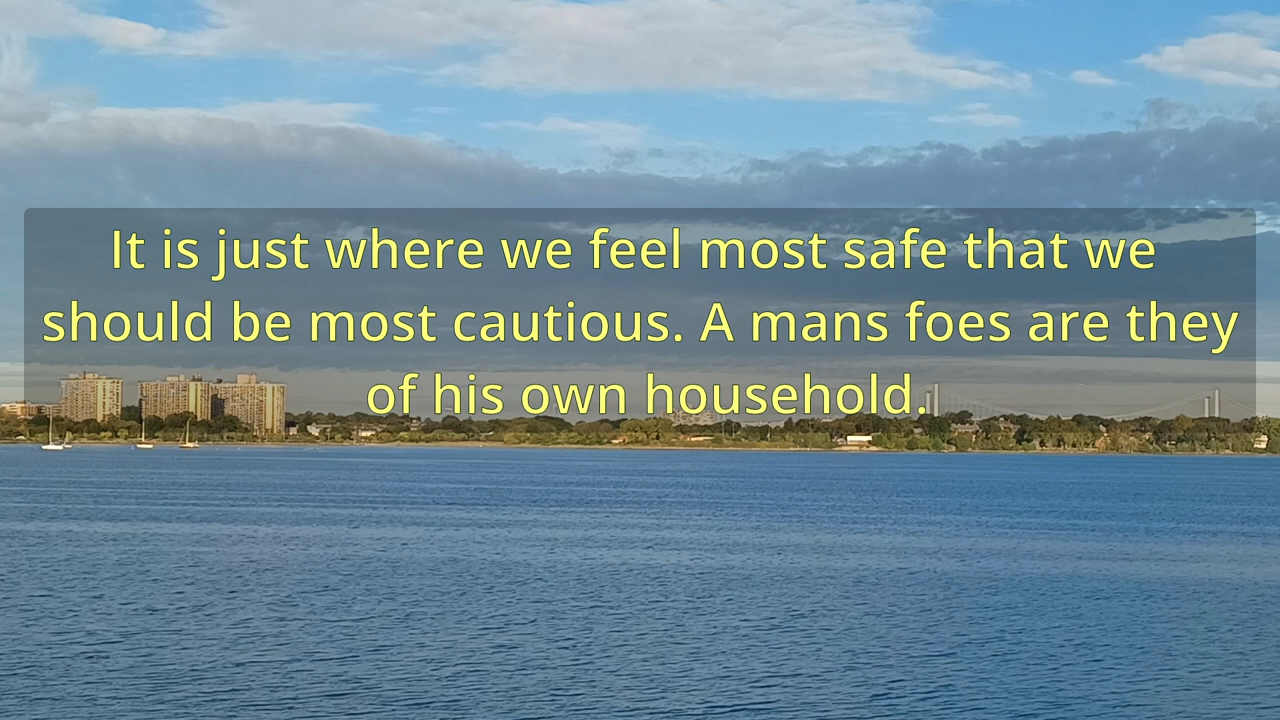 It is just where we feel most safe that we
should be most cautious. A mans foes are they
of his own household.